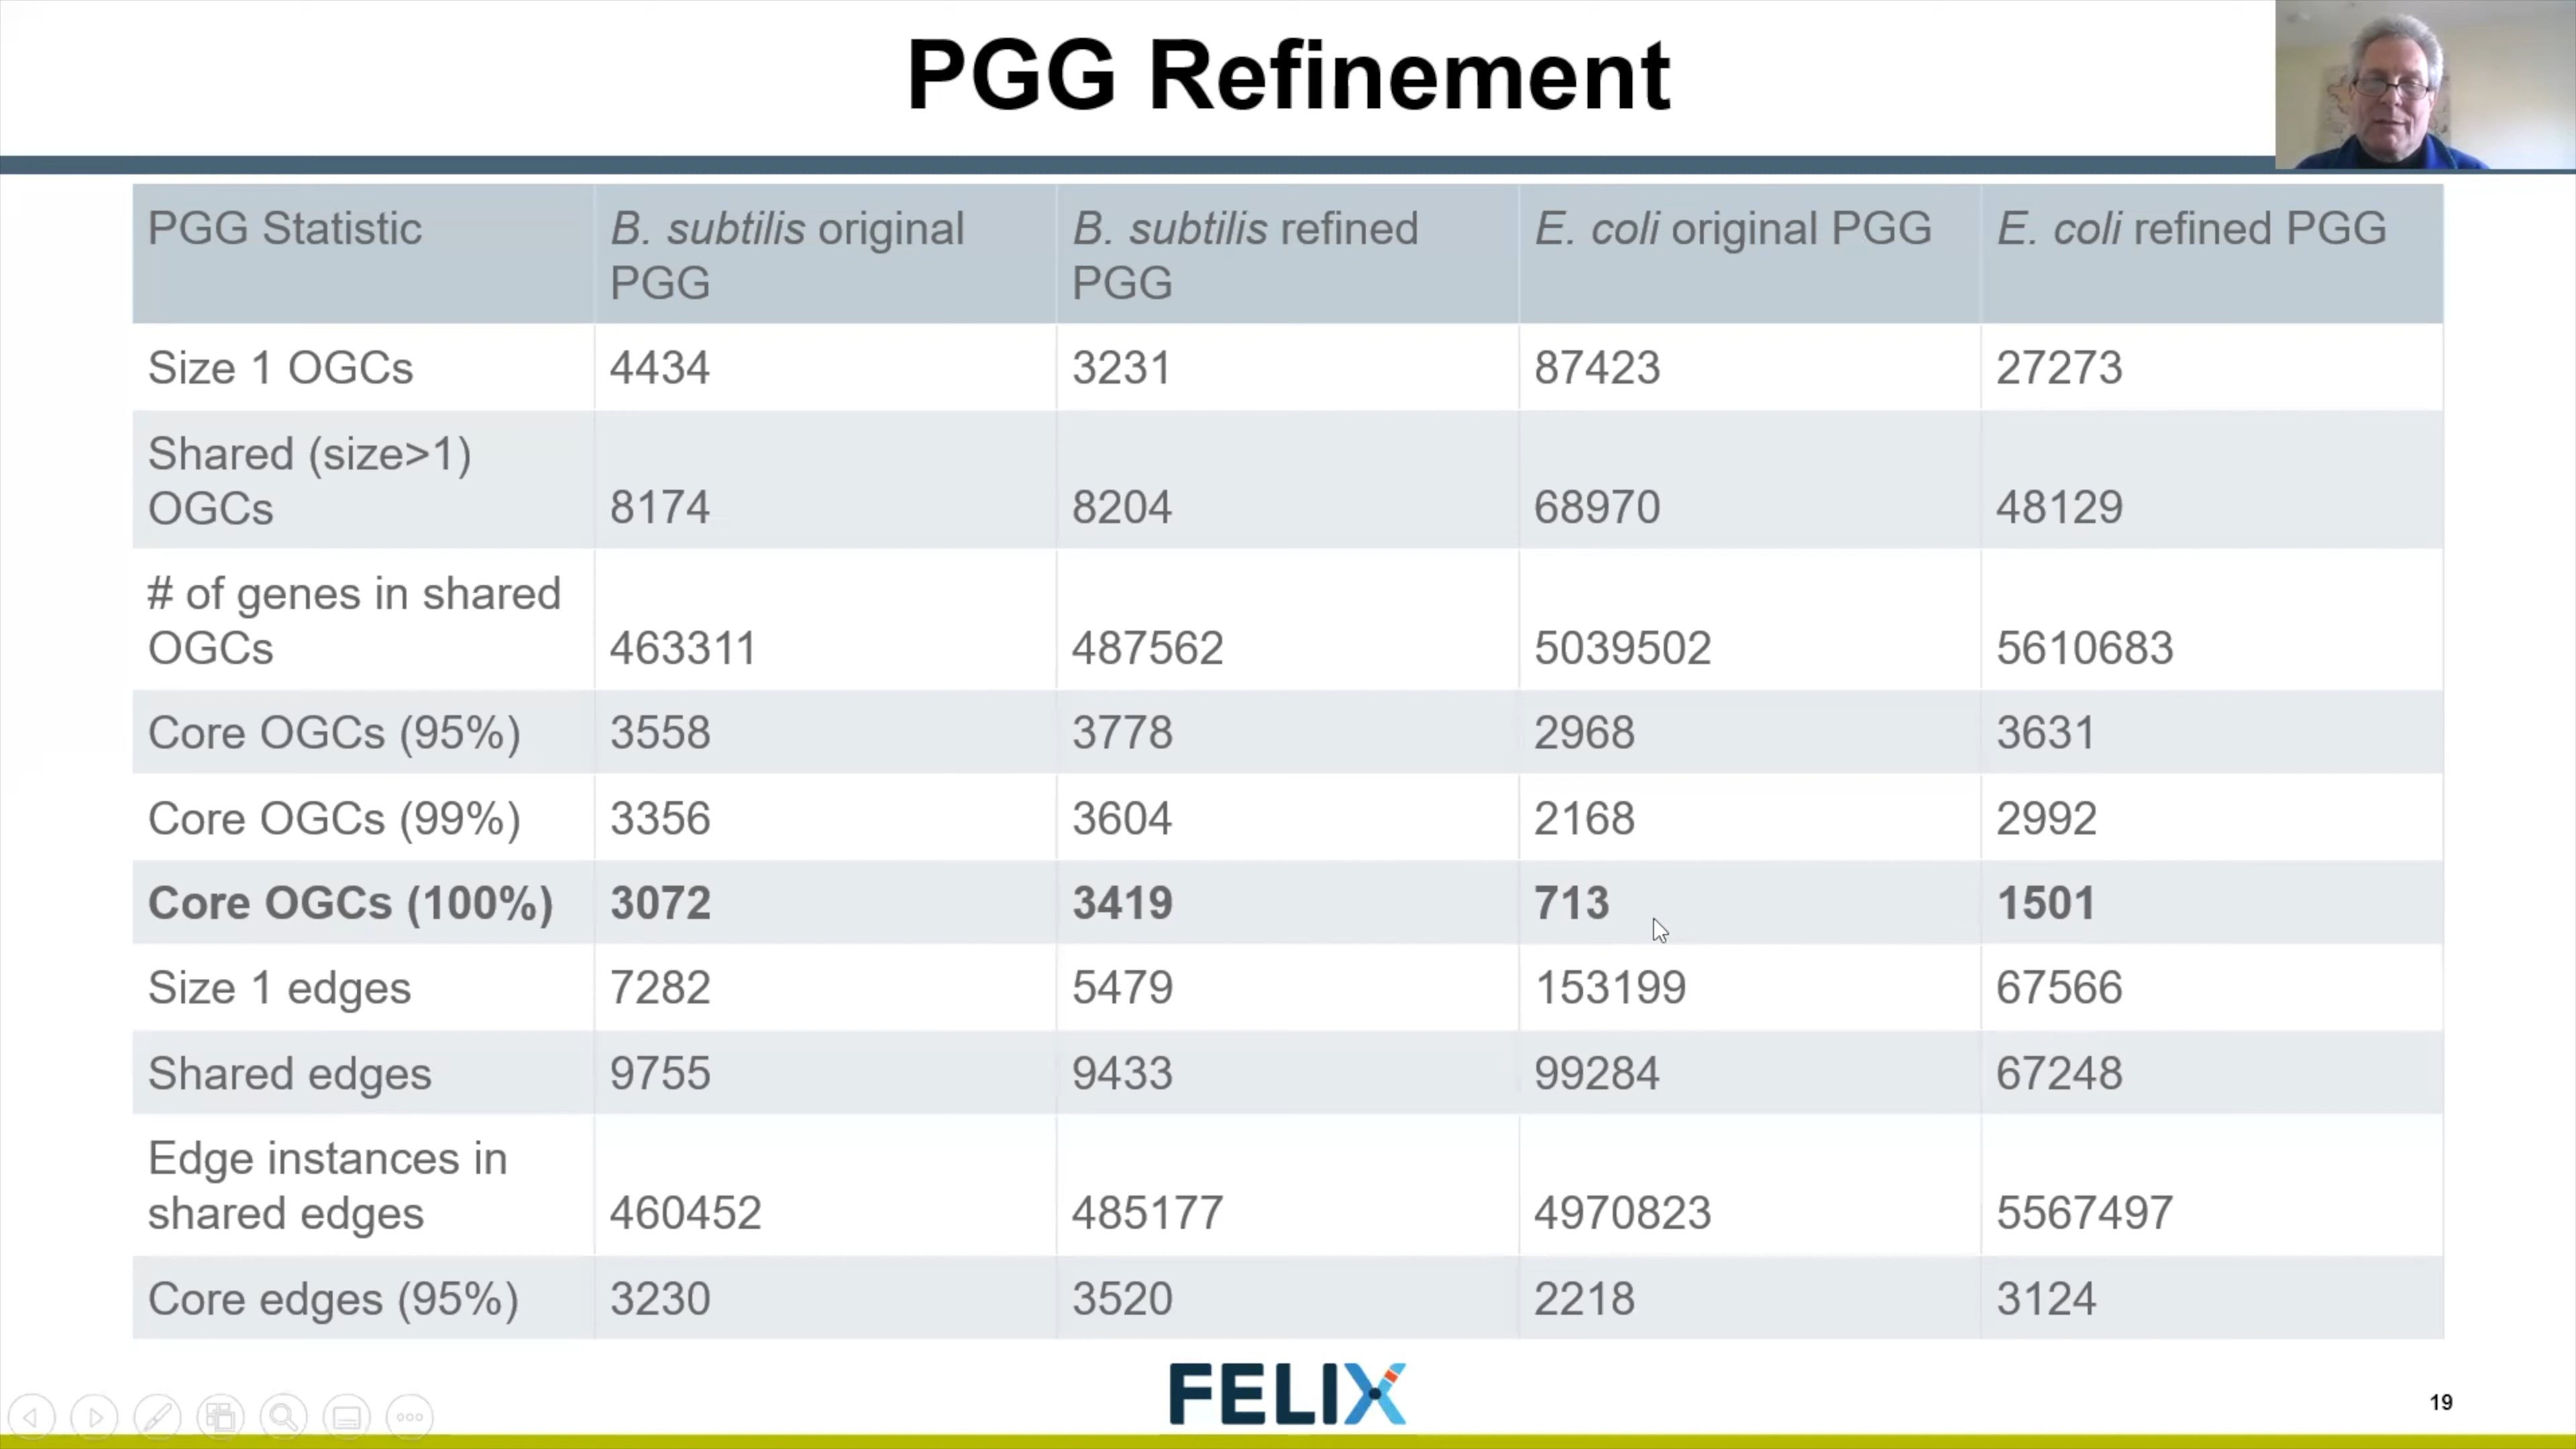 PGG Refinement
PGG Statistic
B. subtilis original
PGG
B. subtilis refined
PGG
E. coli original PGG
E. coli refined PGG
Size 1 OGCs
4434
3231
87423
27273
Shared (size>1)
OGCs
8174
8204
68970
48129
# of genes in shared
OGCs
463311
487562
5039502
5610683
Core OGCs (95%)
3558
3778
2968
3631
Core OGCs (99%)
3356
3604
2168
2992
Core OGCs (100%)
3072
3419
713
1501
Size 1 edges
7282
5479
153199
67566
Shared edges
9755
9433
99284
67248
Edge instances in
shared edges
460452
485177
4970823
5567497
Core edges (95%)
3230
3520
2218
3124
FELIX
19